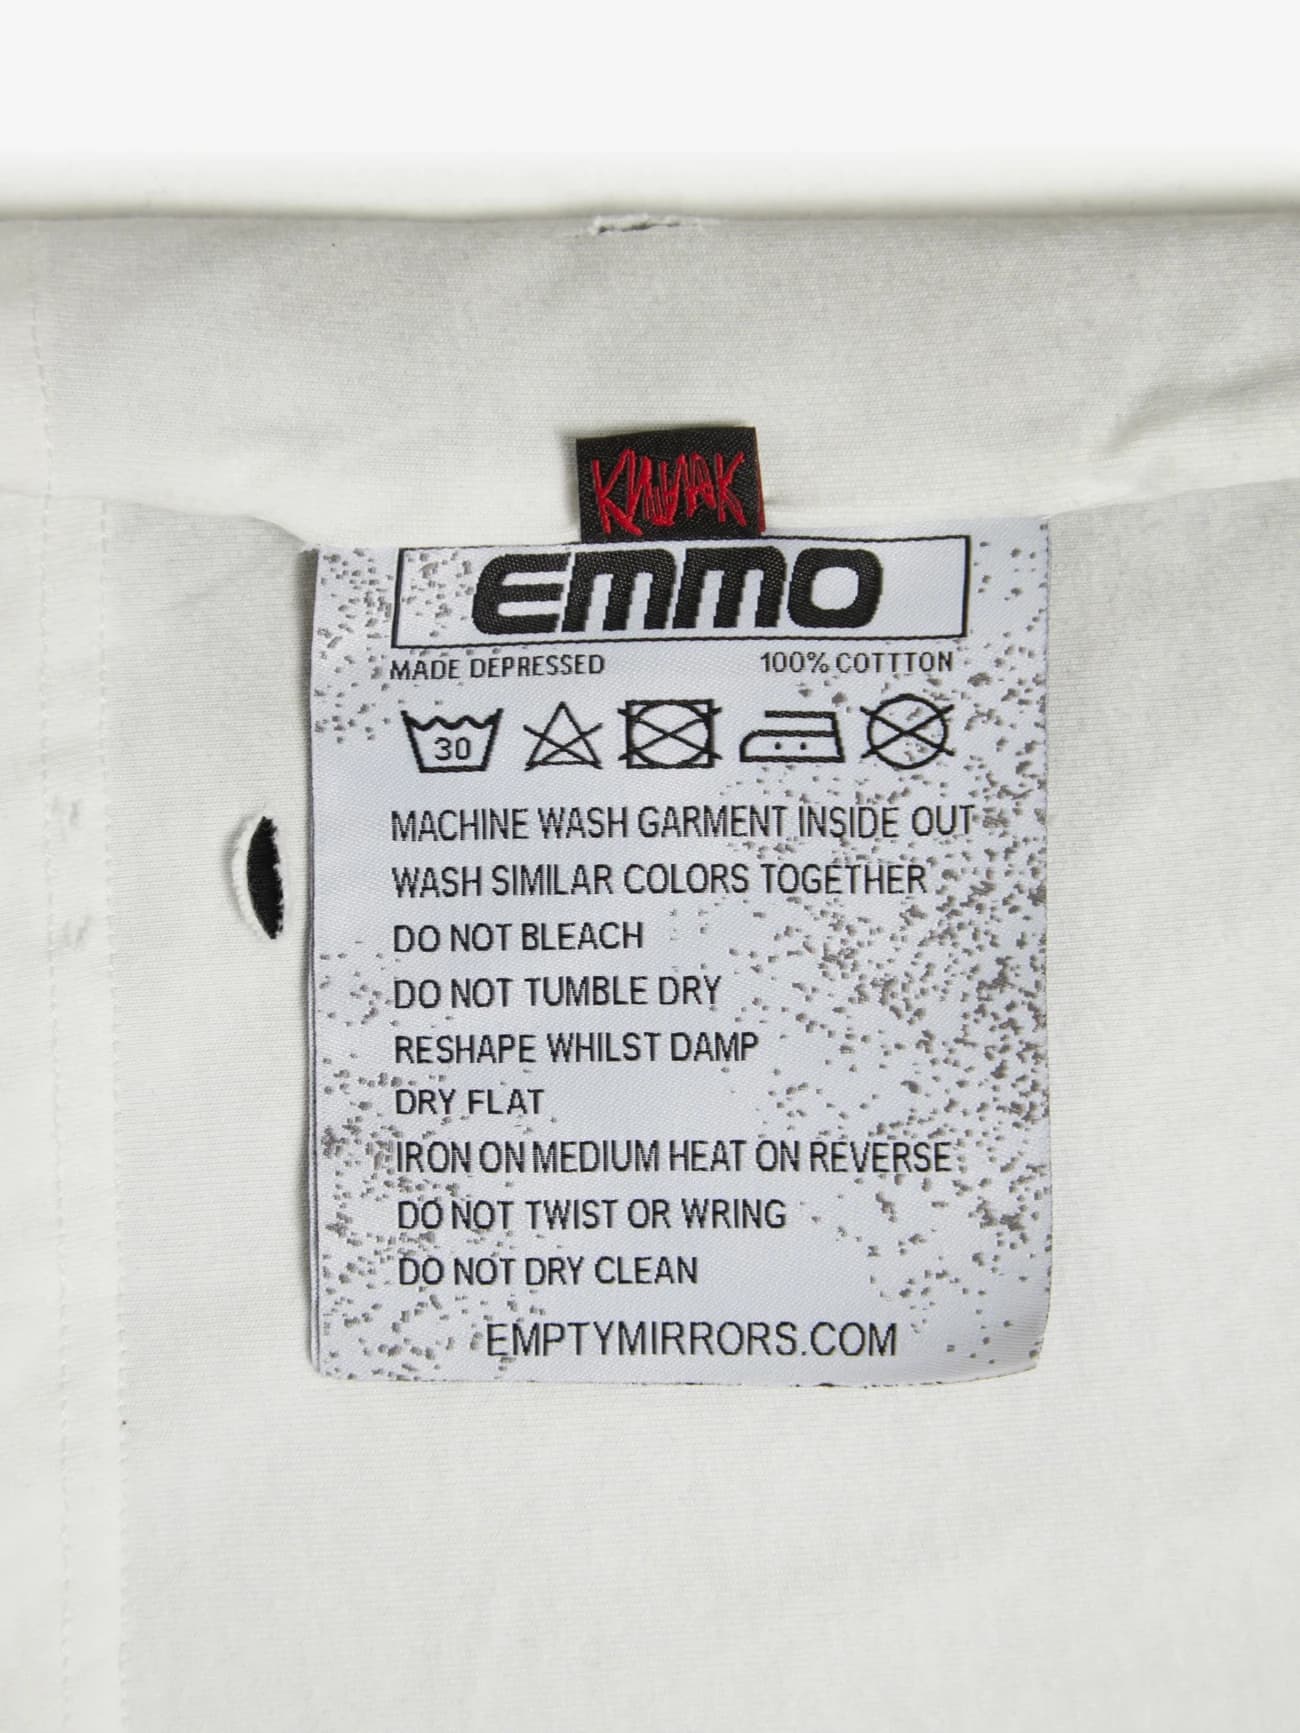 EMMO
MADE DEPRESSED 100% COTTTON
30
MACHINE WASH GARMENT INSIDE OUT
WASH SIMILAR COLORS TOGETHER
DO NOT BLEACH
DO NOT TUMBLE DRY
RESHAPE WHILST DAMP
DRY FLAT
IRON ON MEDIUM HEAT ON REVERSE
DO NOT TWIST OR WRING
DO NOT DRY CLEAN
EMPTYMIRRORS.COM